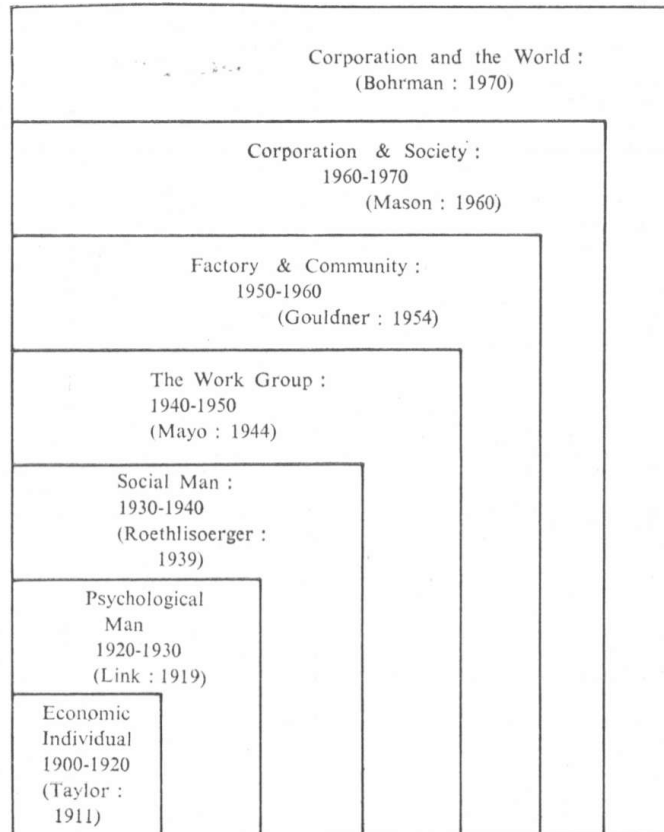 Corporation and the World :
(Bohrman : 1970)
Corporation & Society :
1960-1970
(Mason : 1960)
Factory & Community :
1950-1960
(Gouldner : 1954)
The Work Group :
1940-1950
(Mayo : 1944)
Social Man :
1930-1940
(Roethlisoerger :
1939)
Psychological
Man
1920-1930
(Link : 1919)
Economic
Individual
1900-1920
(Taylor :
1911)